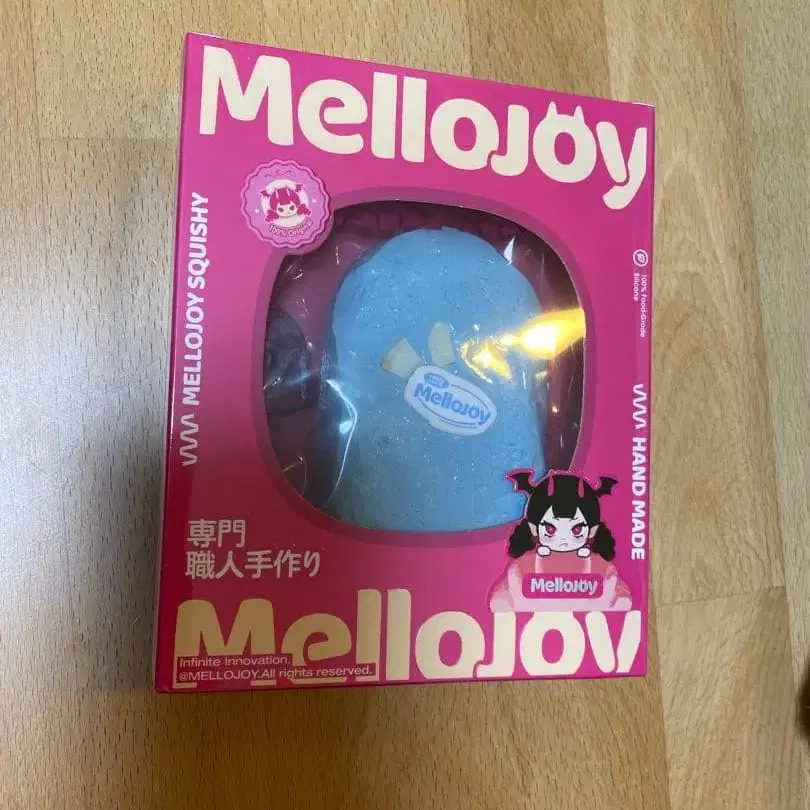 MelloJOy
100% Original
MELLOJOY SQUISHY
100% Food-Grade
Silicone
MelloJOy
HAND MADE
専門
職人手作り
MelloJOy
MelloJOy
Infinite Innovation.
@MELLOJOY.All rights reserved.